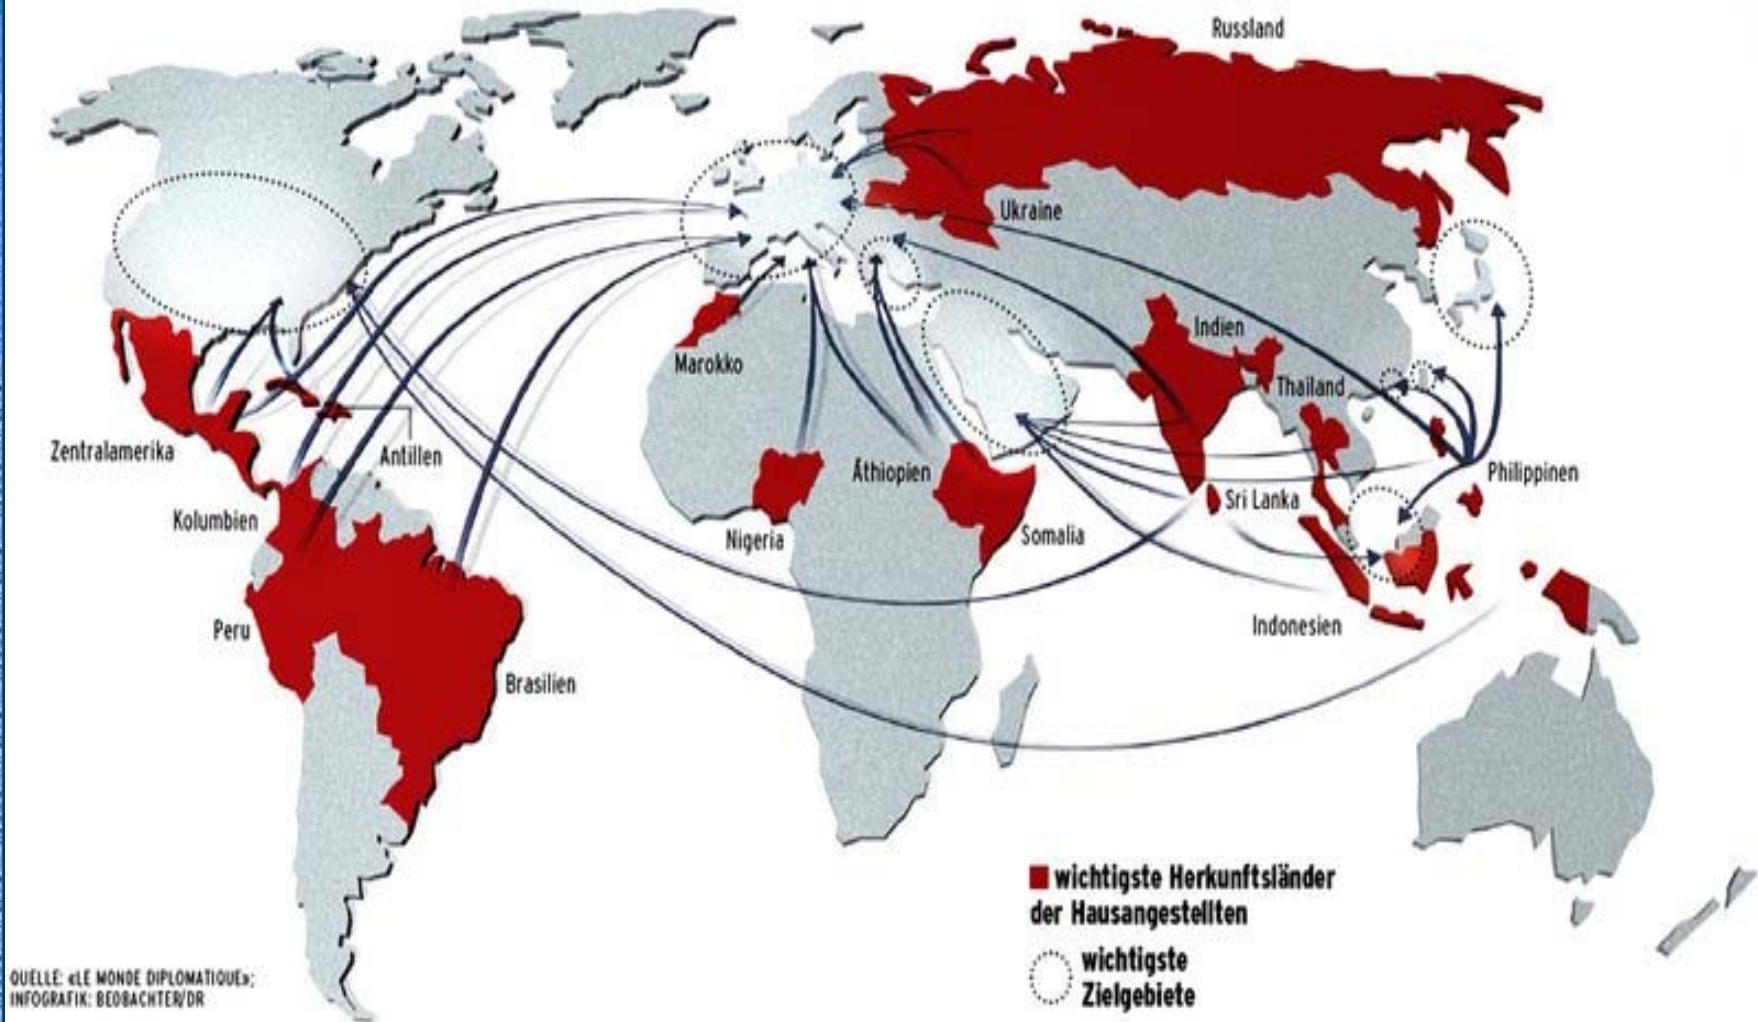 Russland
Ukraine
Indien
Marokko
Thailand
Zentralamerika
Antillen
Äthiopien
Philippinen
Kolumbien
Sri Lanka
Nigeria
Somalia
Peru
Indonesien
Brasilien
wichtigste Herkunftsländer
der Hausangestellten
wichtigste
Zielgebiete
QUELLE: «LE MONDE DIPLOMATIQUE»;
INFOGRAFIK: BEOBACHTER/DR